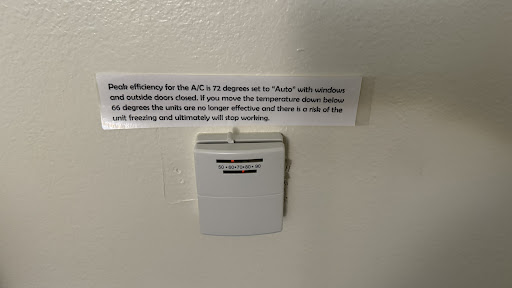 Peak efficiency for the A/C is 72 degrees set to "Auto" with windows
and outside doors closed. If you move the temperature down below
66 degrees the units are no longer effective and there is a risk of the
unit freezing and ultimately will stop working.
50 • 60 • 70 • 80 • 90